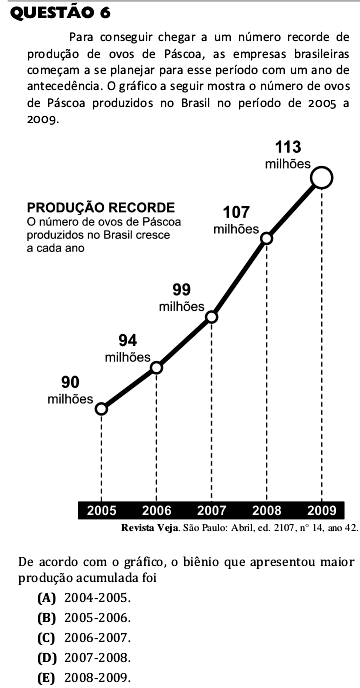 QUESTÃO 6
Para conseguir chegar a um número recorde de
produção de ovos de Páscoa, as empresas brasileiras
começam a se planejar para esse período com um ano de
antecedência. O gráfico a seguir mostra o número de ovos
de Páscoa produzidos no Brasil no período de 2005 a
2009.
113
milhões
PRODUÇÃO RECORDE
O número de ovos de Páscoa
produzidos no Brasil cresce
a cada ano
107
milhões
99
milhões
94
milhões
90
milhões
2005 2006 2007 2008 2009
Revista Veja. São Paulo: Abril, ed. 2107, n° 14, ano 42.
De acordo com o gráfico, o biênio que apresentou maior
produção acumulada foi
(A) 2004-2005.
(B) 2005-2006.
(C) 2006-2007.
(D) 2007-2008.
(E) 2008-2009.